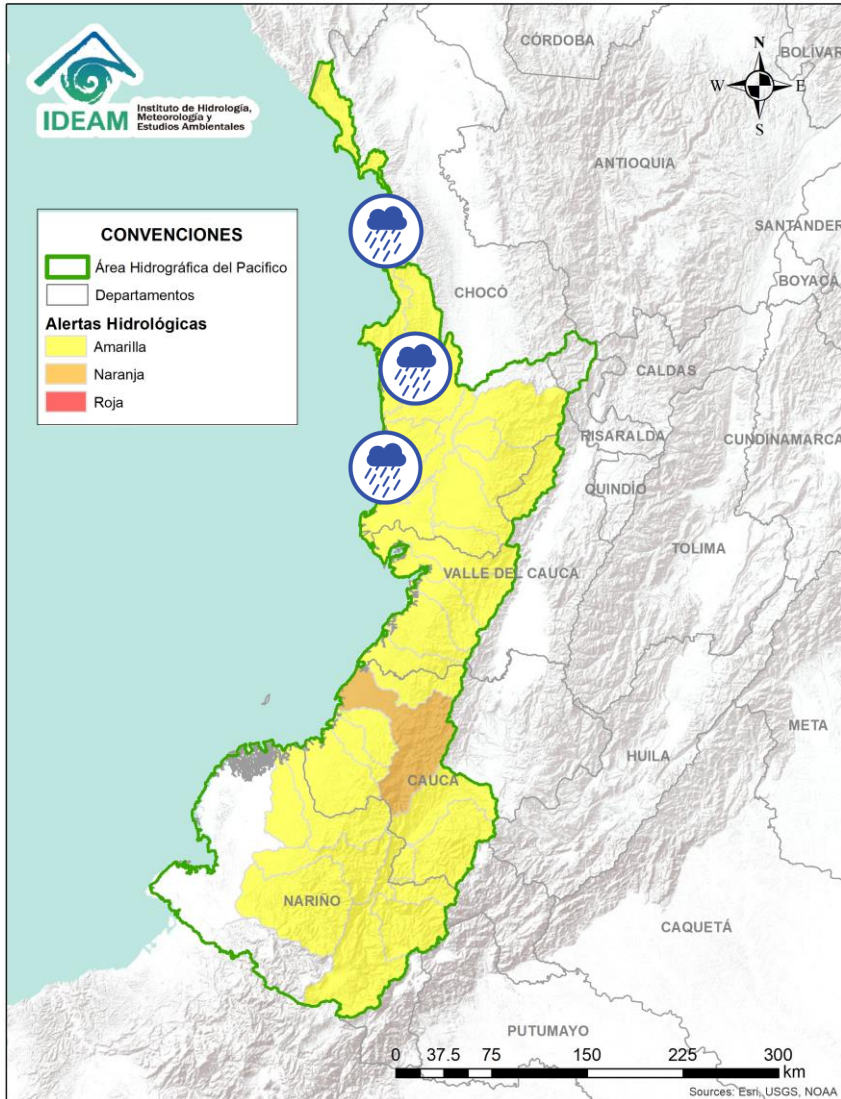 IDEAM
Instituto de Hidrología,
Meteorología y
Estudios Ambientales
CÓRDOBA
BOLÍVAR
N
W
E
S
ANTIOQUIA
SANTANDER
BOYACÁ
CONVENCIONES
Área Hidrográfica del Pacifico
Departamentos
Alertas Hidrológicas
Amarilla
Naranja
Roja
CHOCÓ
CALDAS
RISARALDA
CUNDINAMARCA
QUINDÍO
TOLIMA
VALLE DEL CAUCA
META
HUILA
CAUCA
NARIÑO
CAQUETÁ
PUTUMAYO
0 37.5 75 150 225 300
km
Sources: Esri, USGS, NOAA